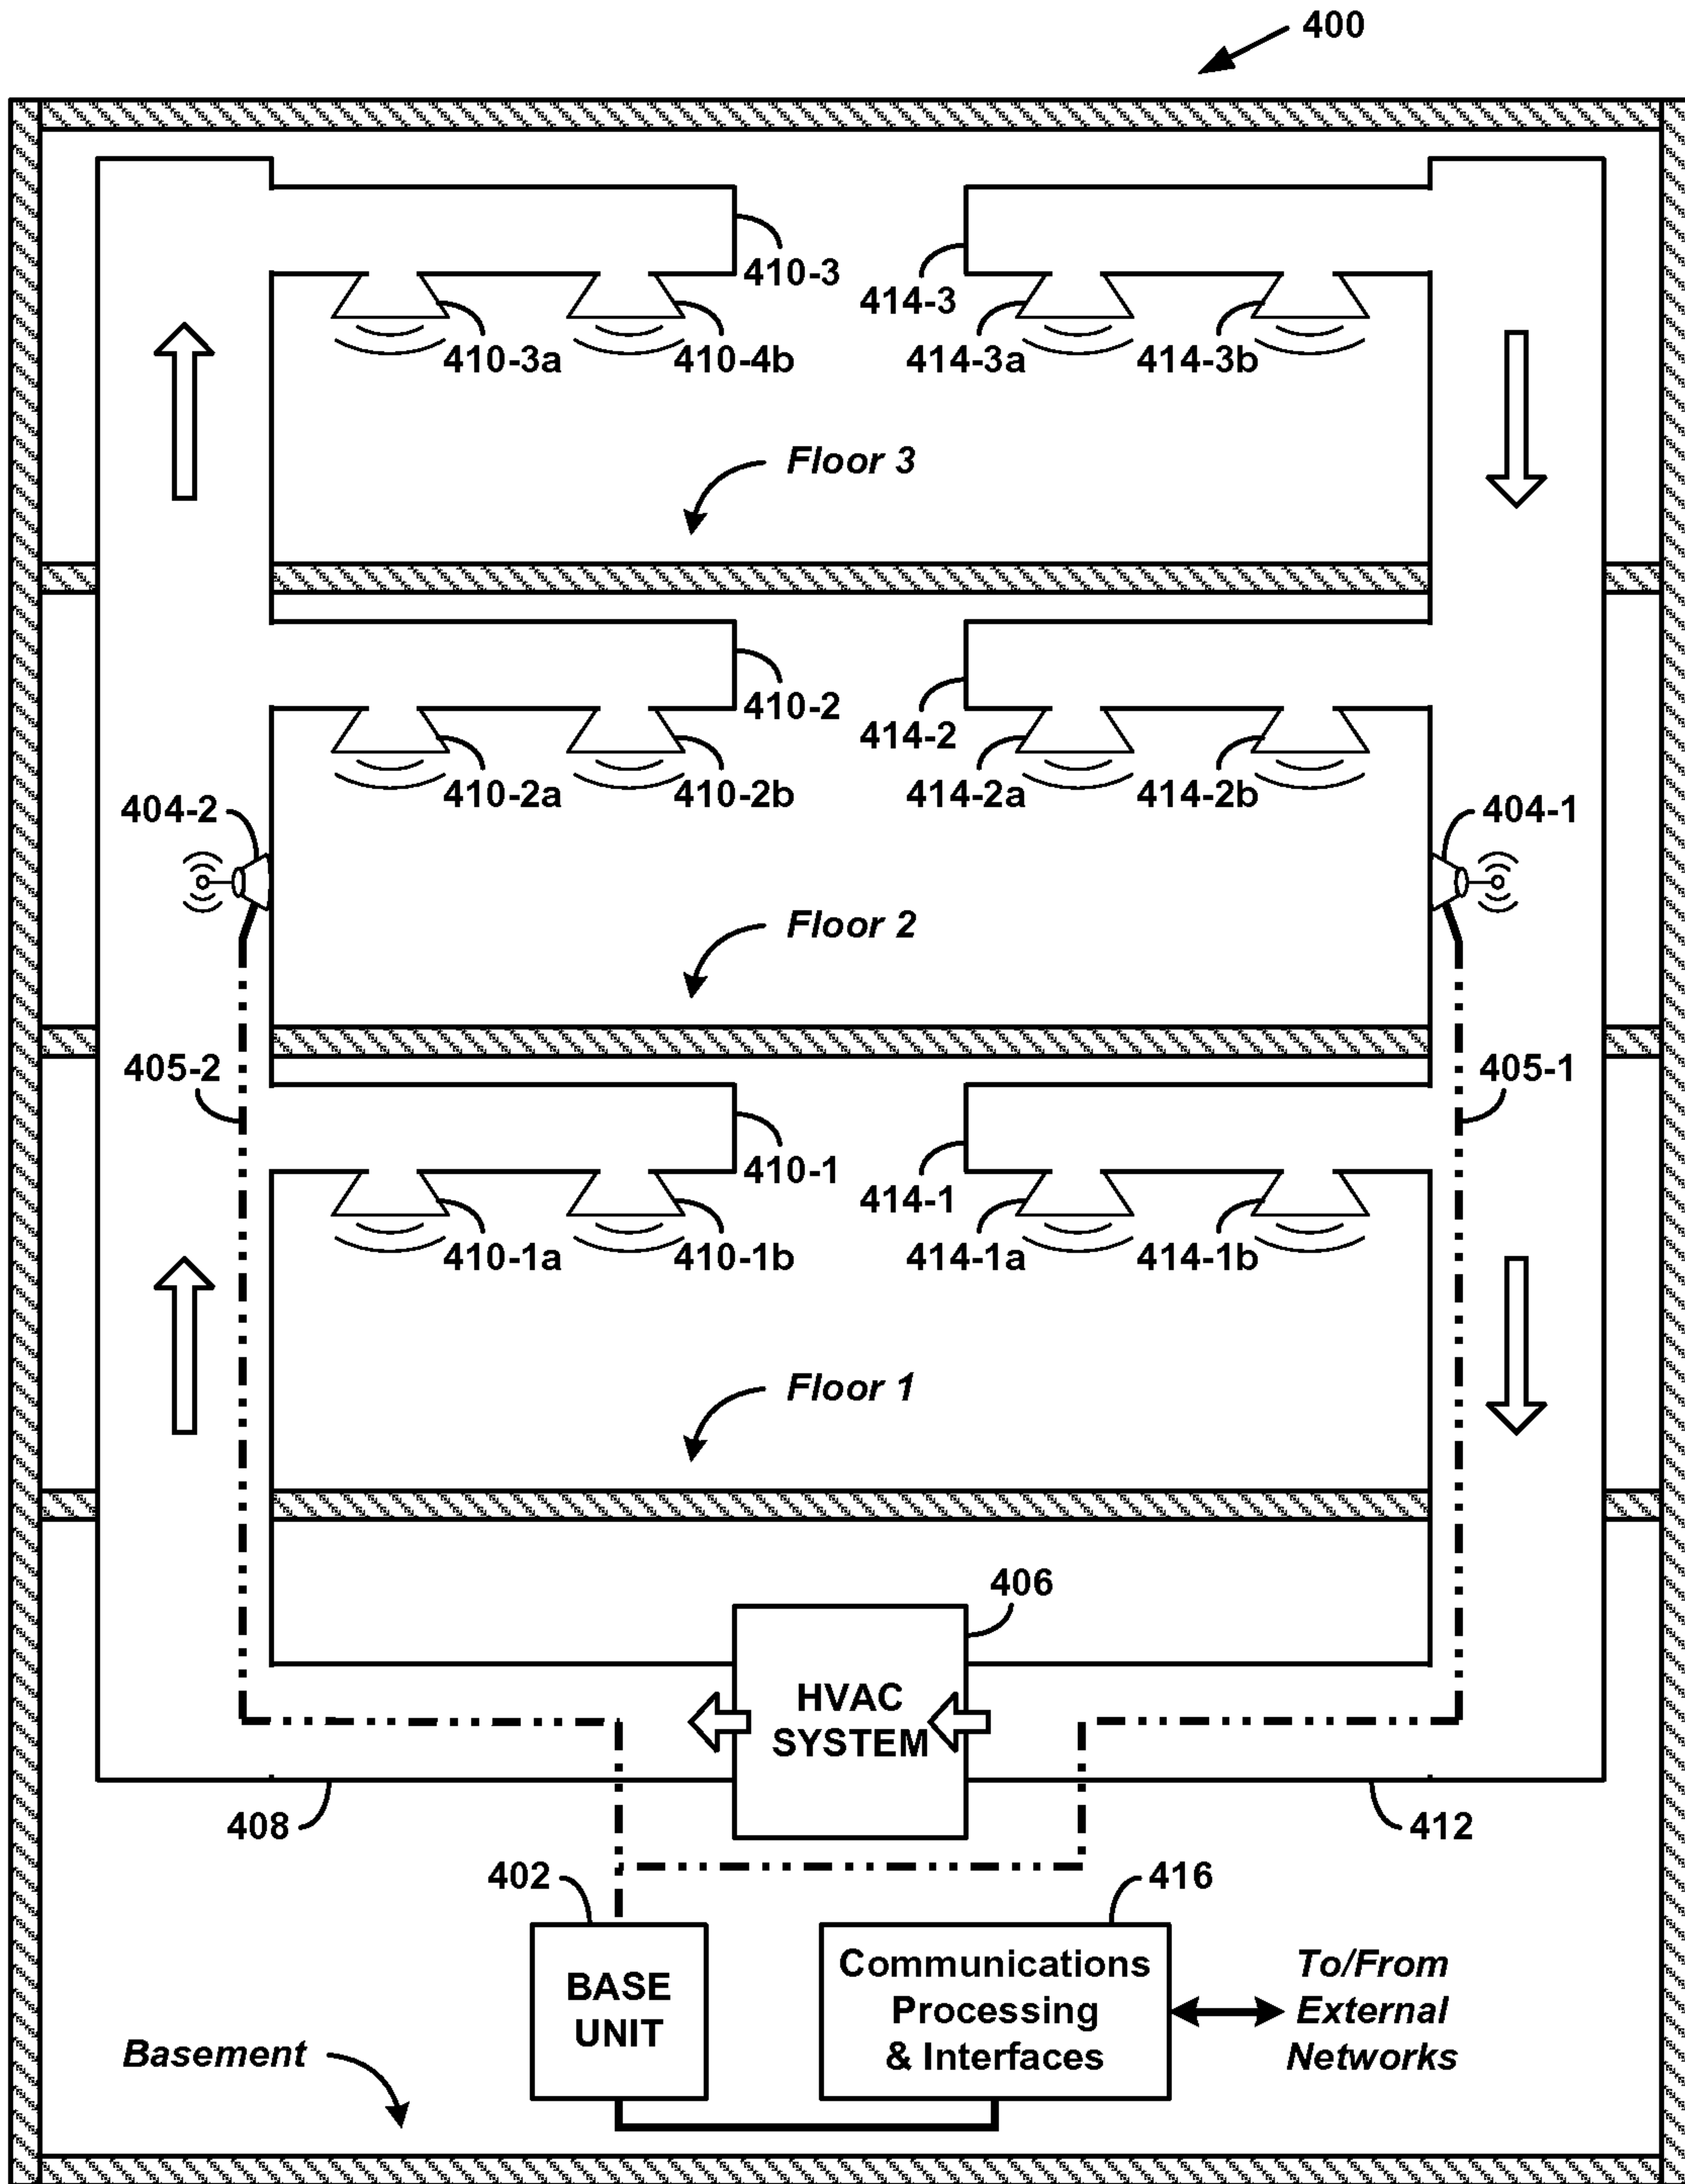 400
410-3
414-3
410-3a
410-4b
414-3a
414-3b
Floor 3
410-2
414-2
410-2a
410-2b
414-2a
414-2b
404-2
404-1
Floor 2
405-2
405-1
410-1
414-1
410-1a
410-1b
414-1a
414-1b
Floor 1
406
HVAC
SYSTEM
408
412
402
416
BASE
UNIT
Communications
Processing
& Interfaces
To/From
External
Networks
Basement